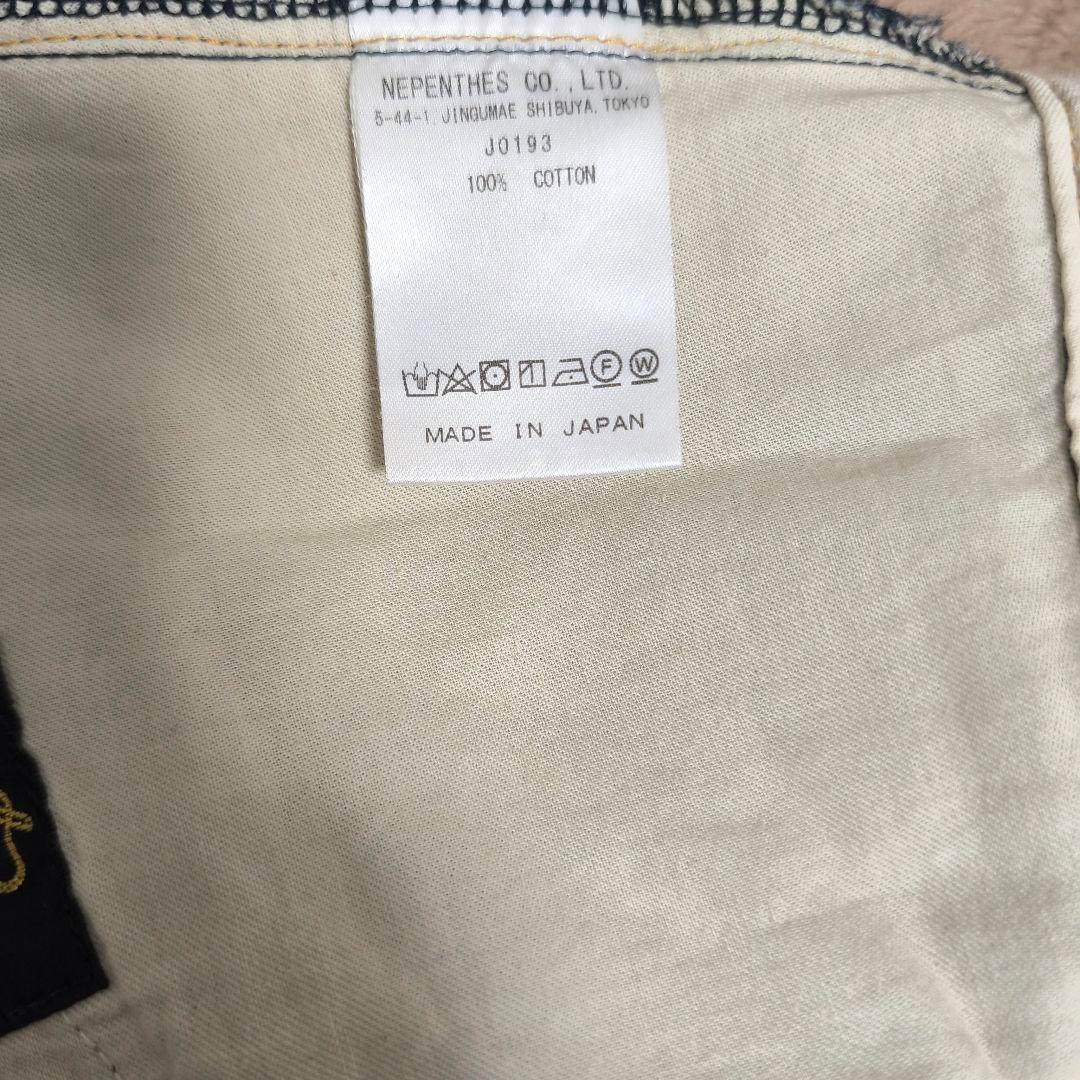 NEPENTHES CO.,LTD.
5-44-1 JINGUMAE SHIBUYA, TOKYO
J0193
100% COTTON
F W
MADE IN JAPAN